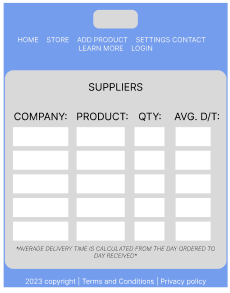 HOME STORE ADD PRODUCT SETTINGS CONTACT
LEARN MORE LOGIN
SUPPLIERS
COMPANY: PRODUCT: QTY: AVG. D/T:
*AVERAGE DELIVERY TIME IS CALCULATED FROM THE DAY ORDERED TO
DAY RECEIVED*
2023 copyright | Terms and Conditions | Privacy policy